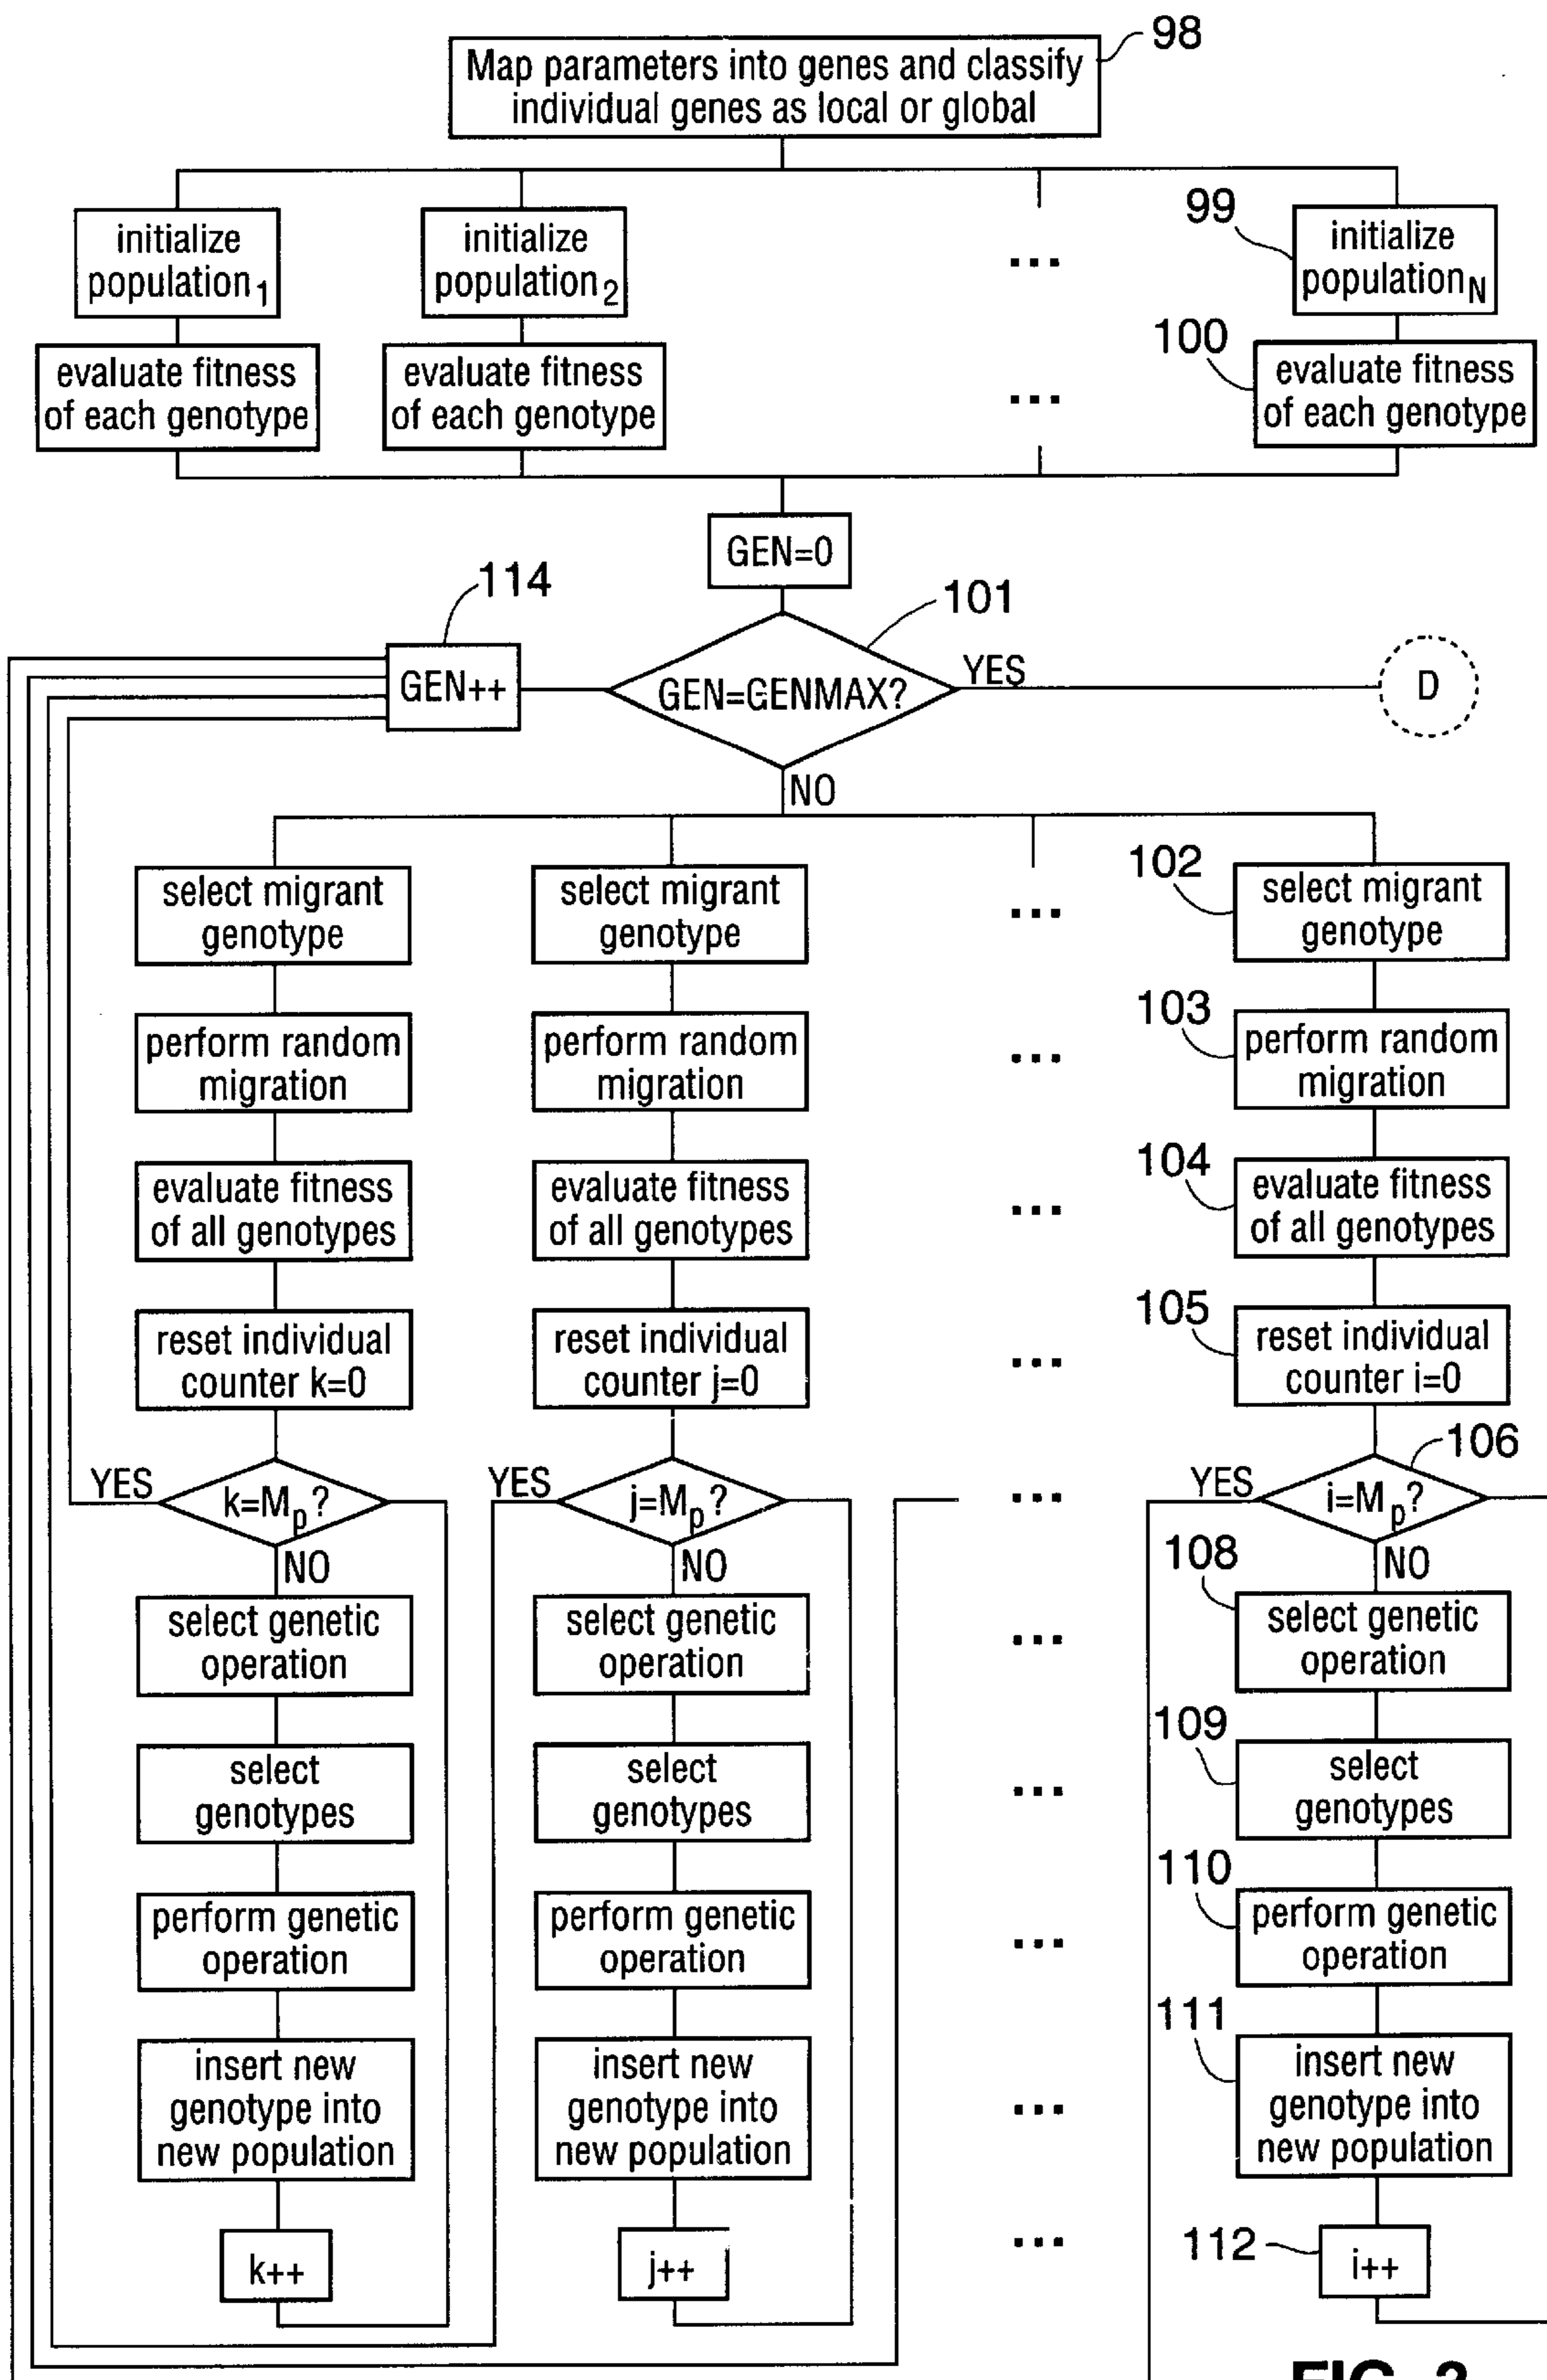 98
Map parameters into genes and classify
individual genes as local or global
99
initialize
population1
initialize
population2
...
initialize
populationN
100
evaluate fitness
of each genotype
evaluate fitness
of each genotype
...
evaluate fitness
of each genotype
GEN=0
114
101
GEN++
GEN=GENMAX?
YES
D
NO
102
select migrant
genotype
select migrant
genotype
...
select migrant
genotype
103
perform random
migration
perform random
migration
...
perform random
migration
104
evaluate fitness
of all genotypes
evaluate fitness
of all genotypes
...
evaluate fitness
of all genotypes
105
reset individual
counter k=0
reset individual
counter j=0
...
reset individual
counter i=0
106
YES
k=Mp?
NO
YES
j=Mp?
NO
...
YES
i=Mp?
NO
108
select genetic
operation
select genetic
operation
...
select genetic
operation
109
select
genotypes
select
genotypes
...
select
genotypes
110
perform genetic
operation
perform genetic
operation
...
perform genetic
operation
111
insert new
genotype into
new population
insert new
genotype into
new population
...
insert new
genotype into
new population
k++
j++
...
112
i++